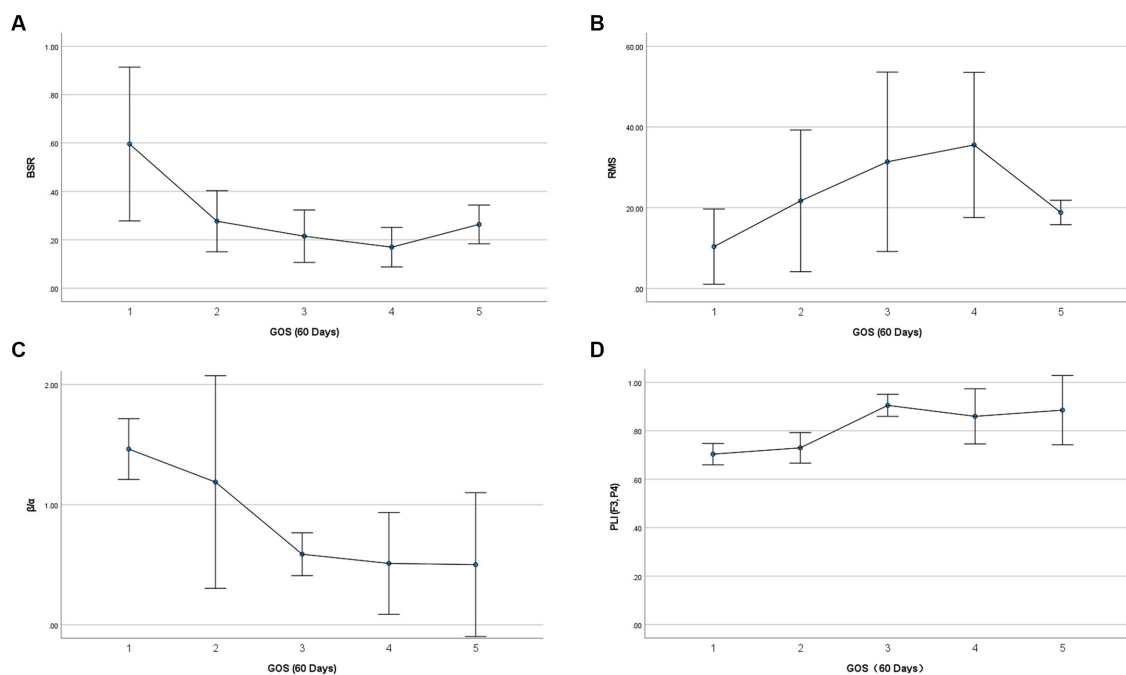 A
BSR
1.00
.80
.60
.40
.20
.00
1 2 3 4 5
GOS (60 Days)
B
RMS
60.00
40.00
20.00
.00
1 2 3 4 5
GOS (60 Days)
C
β/α
2.00
1.00
.00
1 2 3 4 5
GOS (60 Days)
D
PLI (F3, P4)
1.00
.80
.60
.40
.20
.00
1 2 3 4 5
GOS（60 Days）